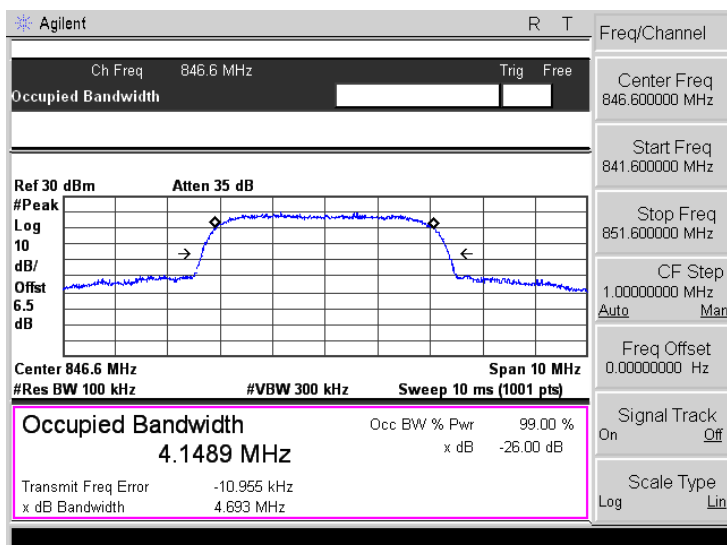 Agilent R T
Ch Freq 846.6 MHz Trig Free
Occupied Bandwidth
Ref 30 dBm Atten 35 dB
#Peak
Log
10
dB/
Offst
6.5
dB
Center 846.6 MHz Span 10 MHz
#Res BW 100 kHz #VBW 300 kHz Sweep 10 ms (1001 pts)
Occupied Bandwidth
4.1489 MHz
Occ BW % Pwr 99.00 %
x dB -26.00 dB
Transmit Freq Error -10.955 kHz
x dB Bandwidth 4.693 MHz
Freq/Channel
Center Freq
846.600000 MHz
Start Freq
841.600000 MHz
Stop Freq
851.600000 MHz
CF Step
1.00000000 MHz
Auto Man
Freq Offset
0.00000000 Hz
Signal Track
On Off
Scale Type
Log Lin